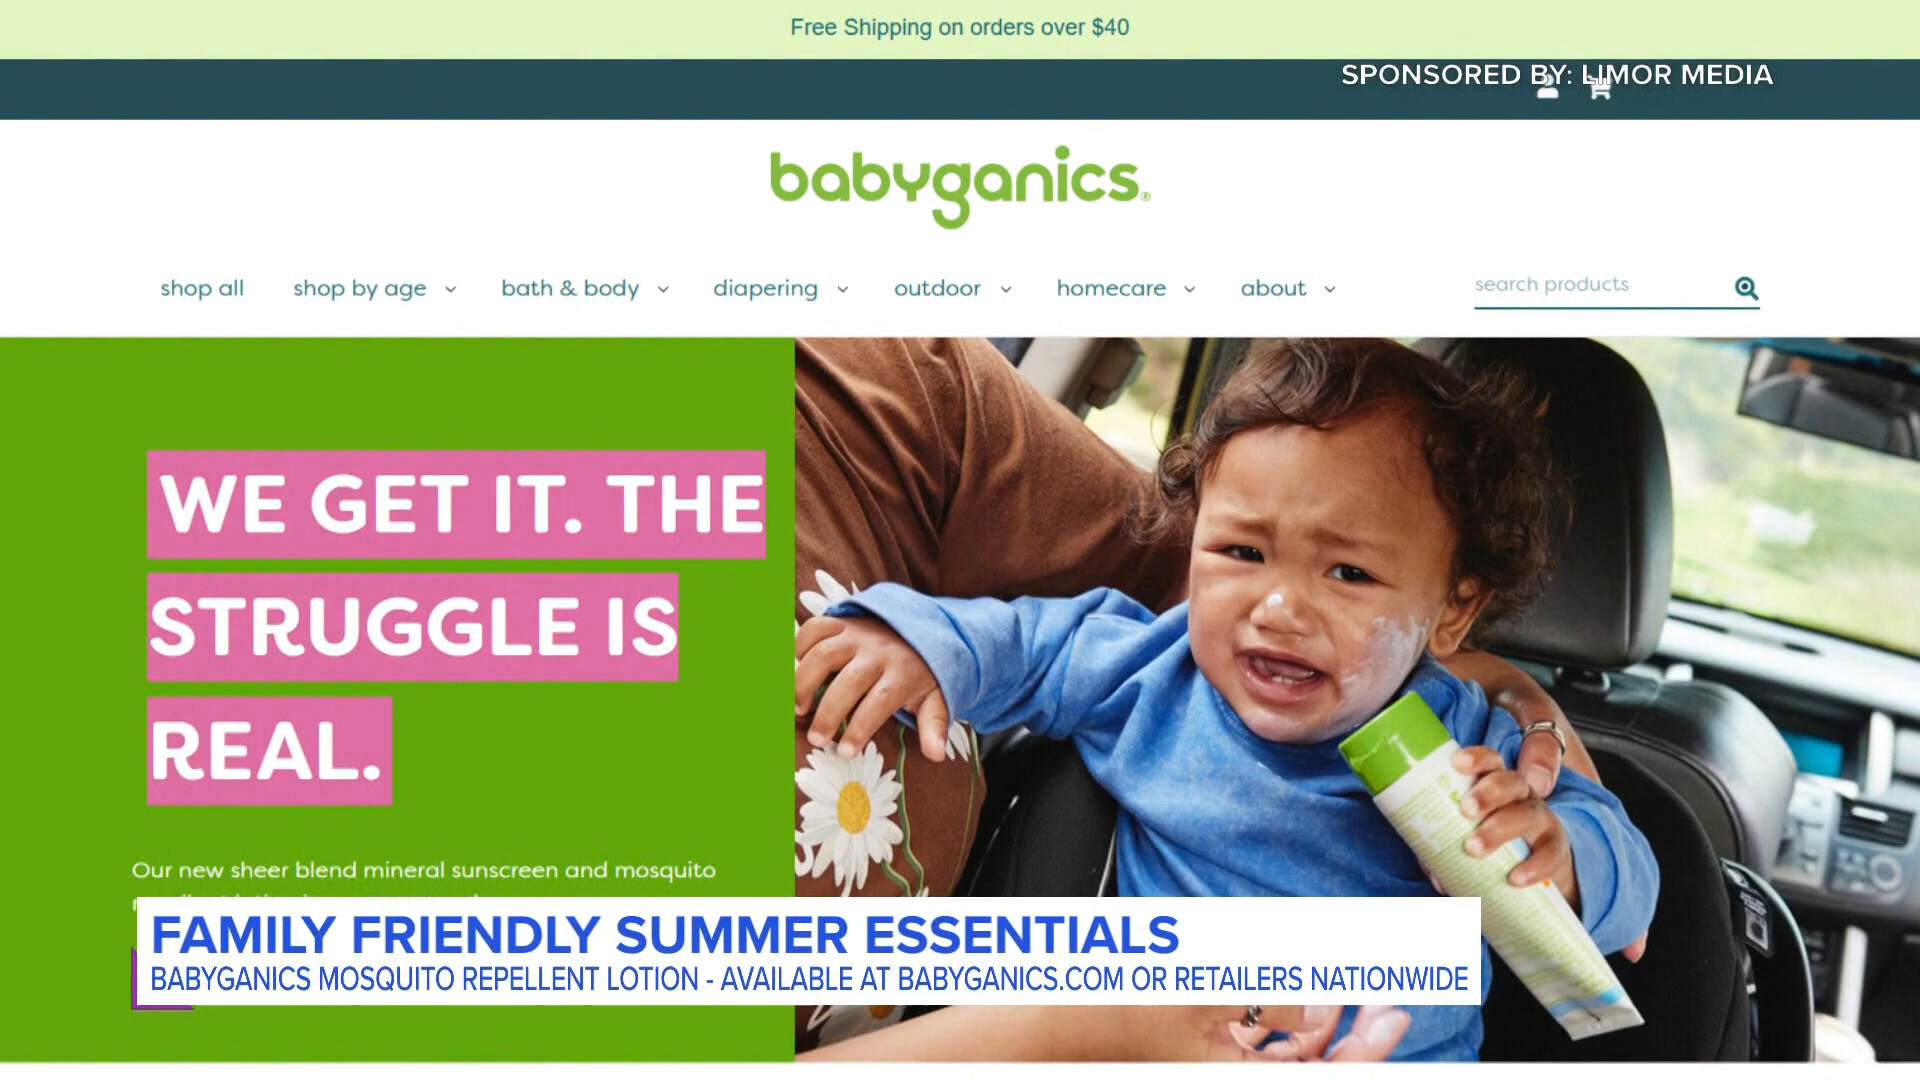 Free Shipping on orders over $40
SPONSORED BY: LIMOR MEDIA
babyganics®
shop all shop by age bath & body diapering outdoor homecare about search products
WE GET IT. THE
STRUGGLE IS
REAL.
Our new sheer blend mineral sunscreen and mosquito
FAMILY FRIENDLY SUMMER ESSENTIALS
BABYGANICS MOSQUITO REPELLENT LOTION - AVAILABLE AT BABYGANICS.COM OR RETAILERS NATIONWIDE